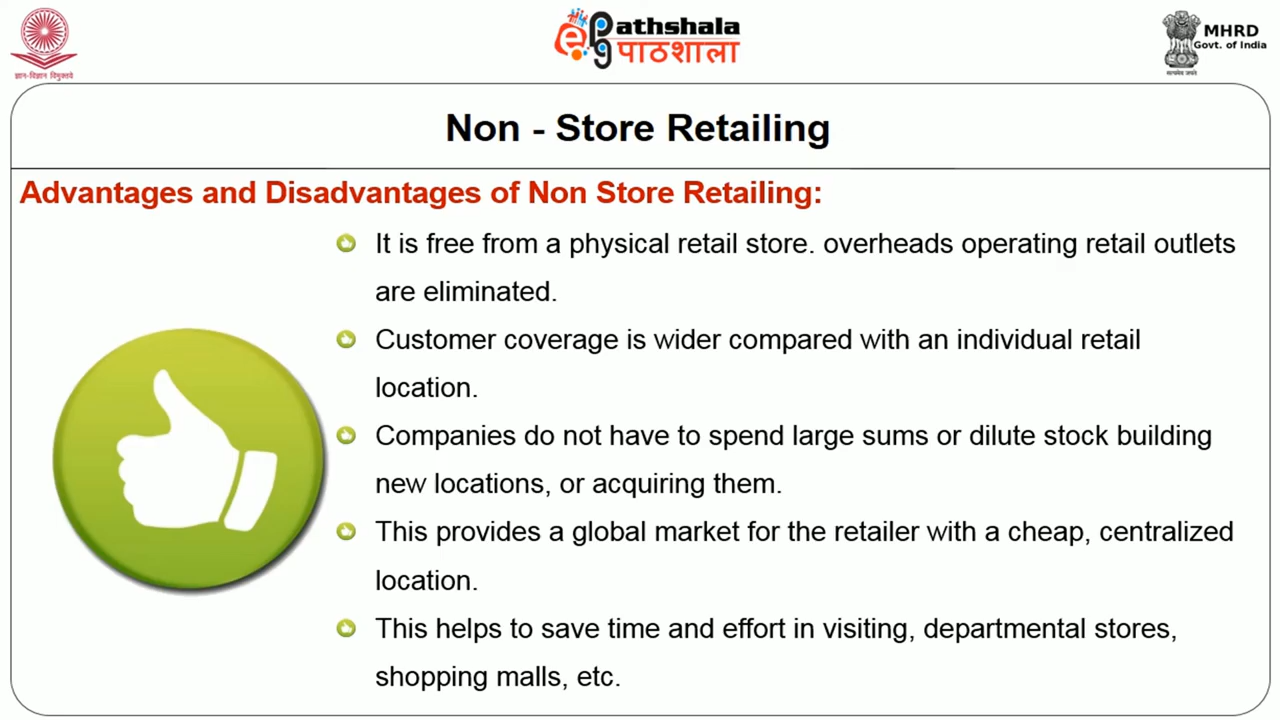 ज्ञान-विज्ञान विमुक्तये
ePathshala
पाठशाला
MHRD
Govt. of India
सत्यमेव जयते
Non - Store Retailing
Advantages and Disadvantages of Non Store Retailing:
It is free from a physical retail store. overheads operating retail outlets
are eliminated.
Customer coverage is wider compared with an individual retail
location.
Companies do not have to spend large sums or dilute stock building
new locations, or acquiring them.
This provides a global market for the retailer with a cheap, centralized
location.
This helps to save time and effort in visiting, departmental stores,
shopping malls, etc.